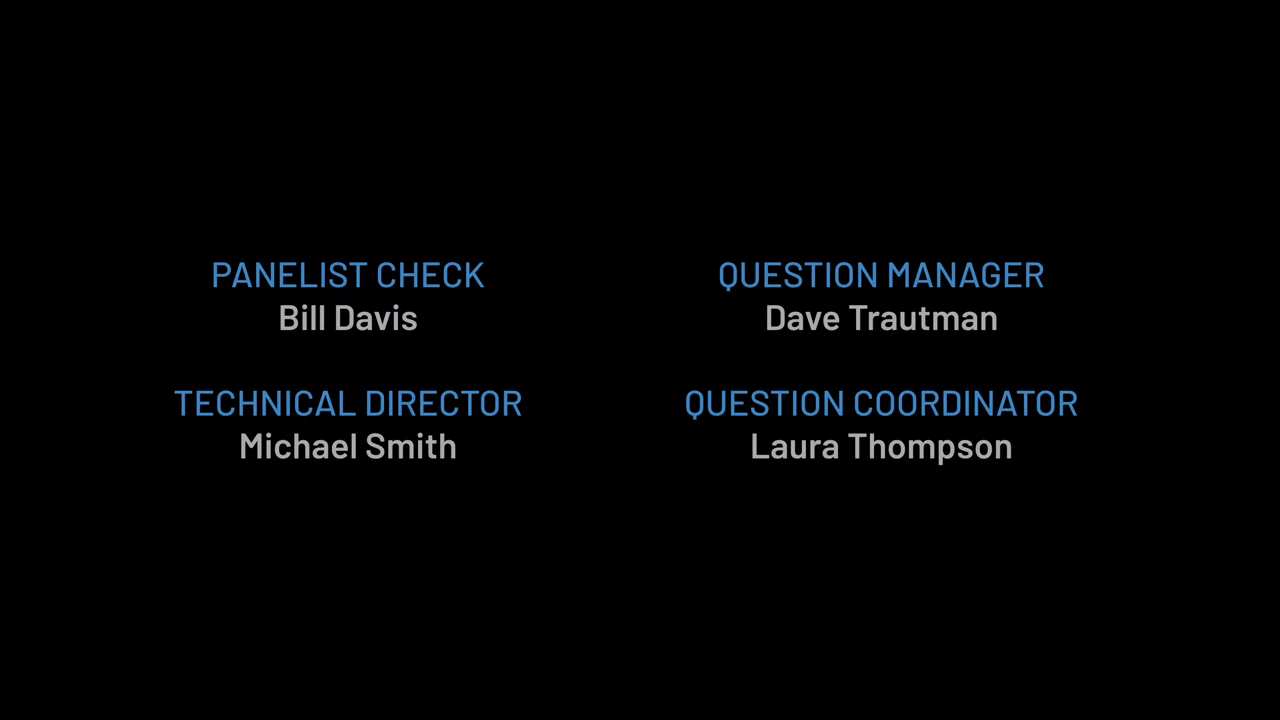 PANELIST CHECK
Bill Davis
TECHNICAL DIRECTOR
Michael Smith
QUESTION MANAGER
Dave Trautman
QUESTION COORDINATOR
Laura Thompson